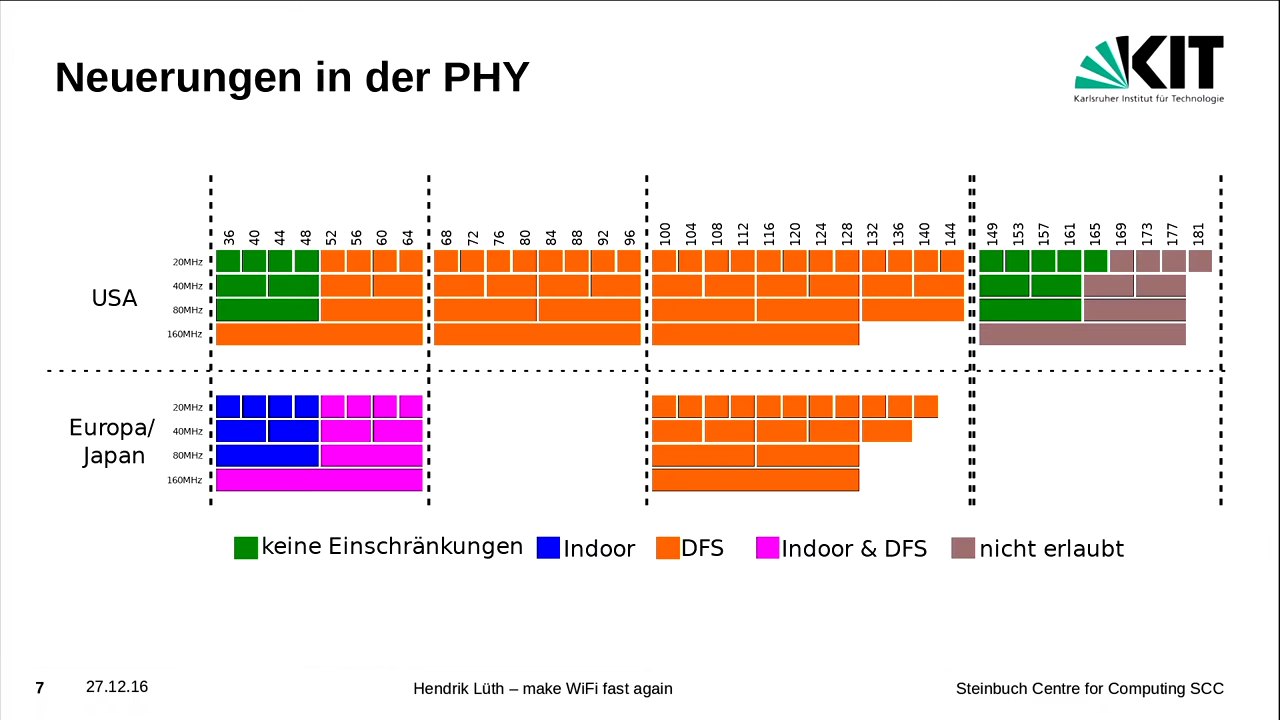 Neuerungen in der PHY
KIT
Karlsruher Institut für Technologie
36 40 44 48 52 56 60 64 68 72 76 80 84 88 92 96 100 104 108 112 116 120 124 128 132 136 140 144 149 153 157 161 165 169 173 177 181
USA
20MHz
40MHz
80MHz
160MHz
Europa/
Japan
20MHz
40MHz
80MHz
160MHz
keine Einschränkungen Indoor DFS Indoor & DFS nicht erlaubt
7 27.12.16 Hendrik Lüth – make WiFi fast again Steinbuch Centre for Computing SCC